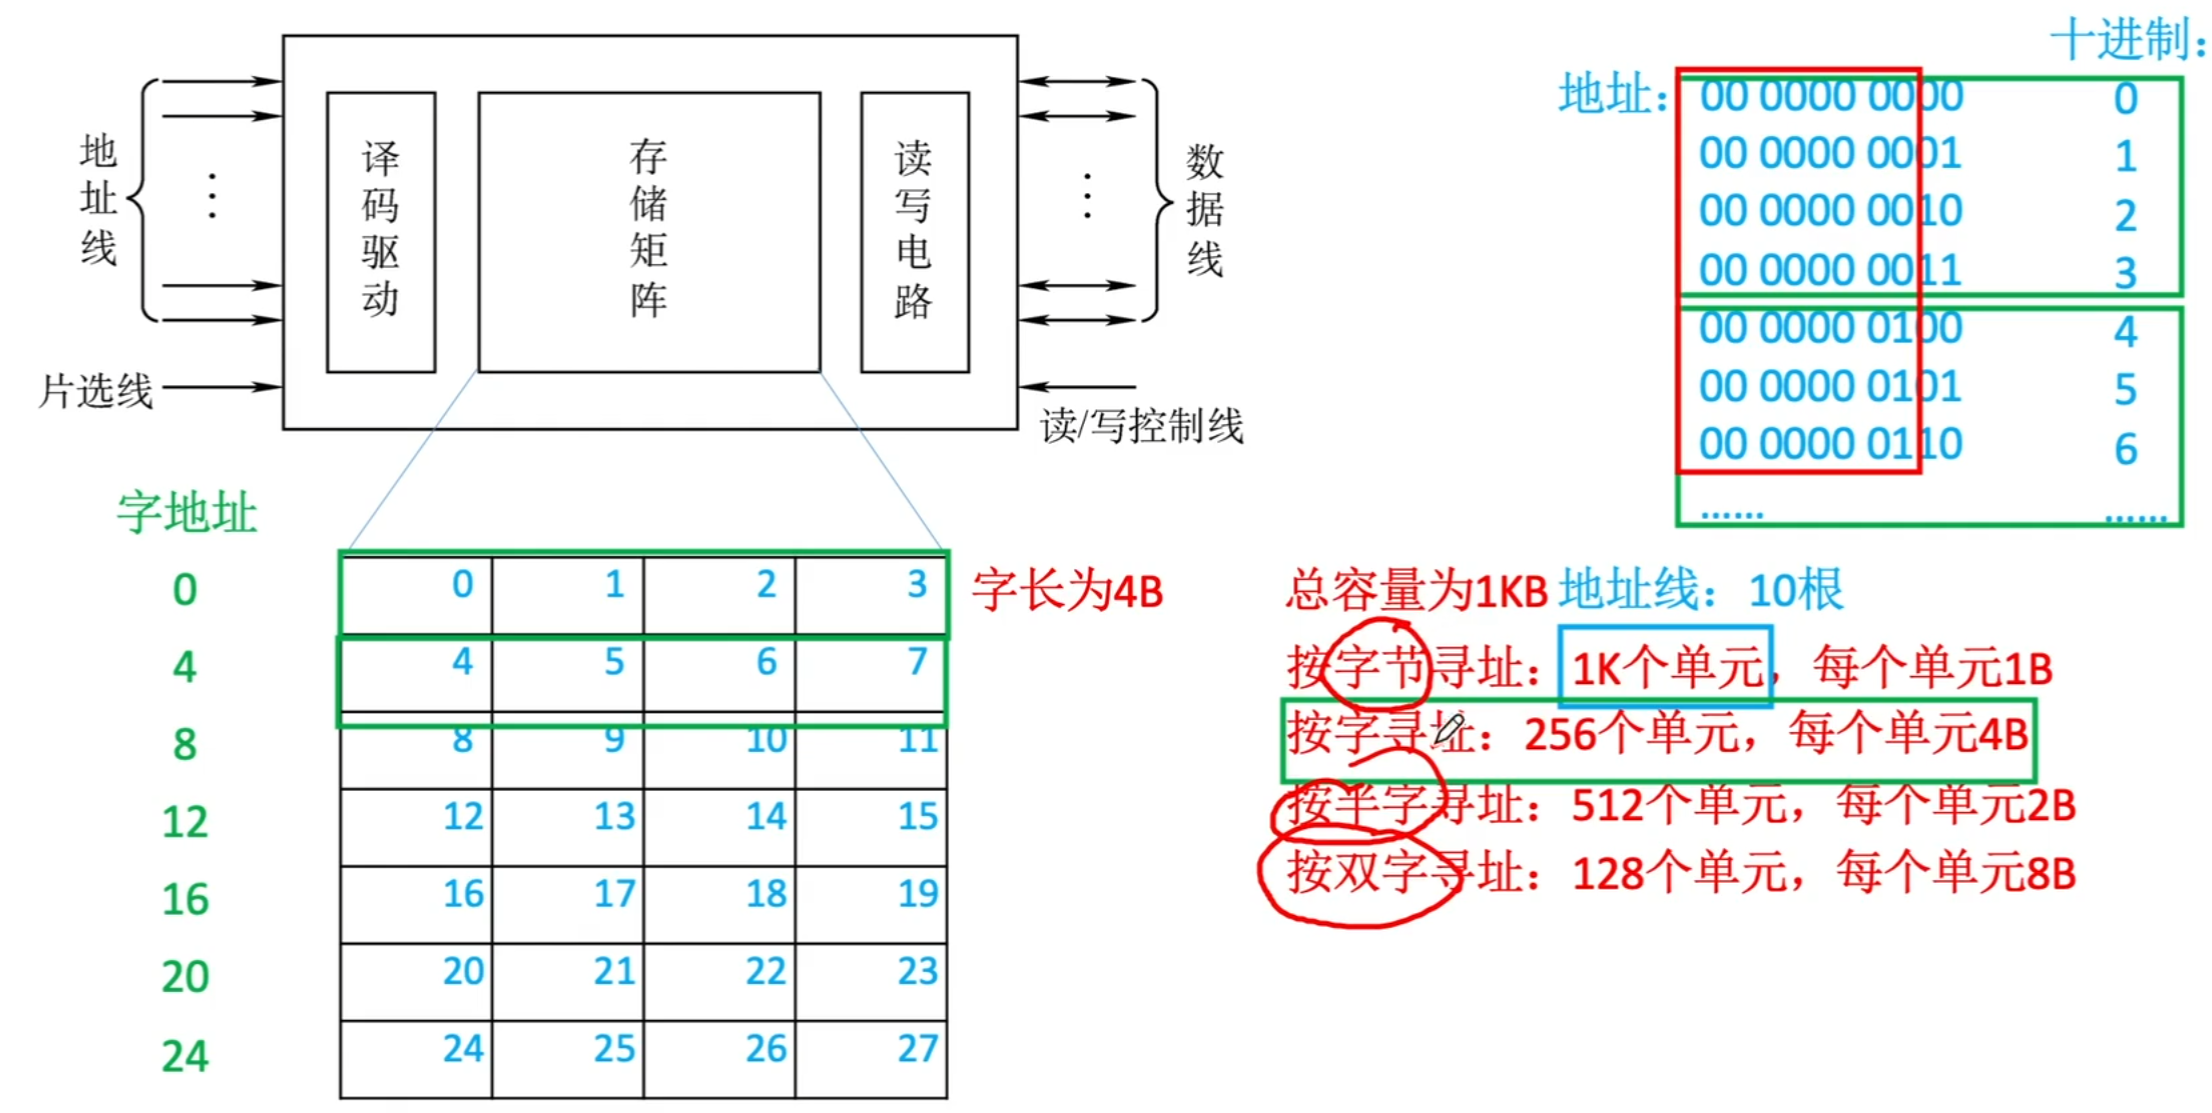 地址线
译码驱动
存储矩阵
读写电路
数据线
片选线
读/写控制线
十进制：
地址： 00 0000 0000 0
00 0000 0001 1
00 0000 0010 2
00 0000 0011 3
00 0000 0100 4
00 0000 0101 5
00 0000 0110 6
...... ......
字地址
0 0 1 2 3 字长为4B
4 4 5 6 7
8 8 9 10 11
12 12 13 14 15
16 16 17 18 19
20 20 21 22 23
24 24 25 26 27
总容量为1KB 地址线：10根
按字节寻址：1K个单元，每个单元1B
按字寻址：256个单元，每个单元4B
按半字寻址：512个单元，每个单元2B
按双字寻址：128个单元，每个单元8B